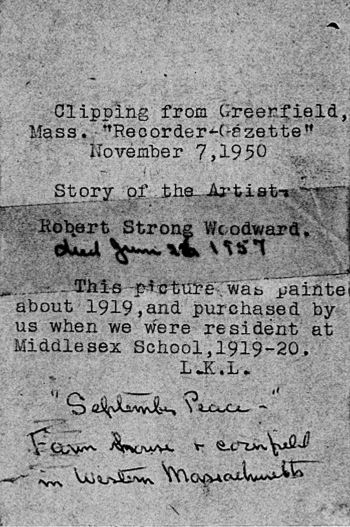 Clipping from Greenfield,
Mass. "Recorder-Gazette"
November 7,1950
Story of the Artist-
Robert Strong Woodward.
died June 26 1957
This picture was painte
about 1919,and purchased by
us when we were resident at
Middlesex School,1919-20.
L.K.L.
"September Peace-"
Farm house + cornfield
in Western Massachusetts